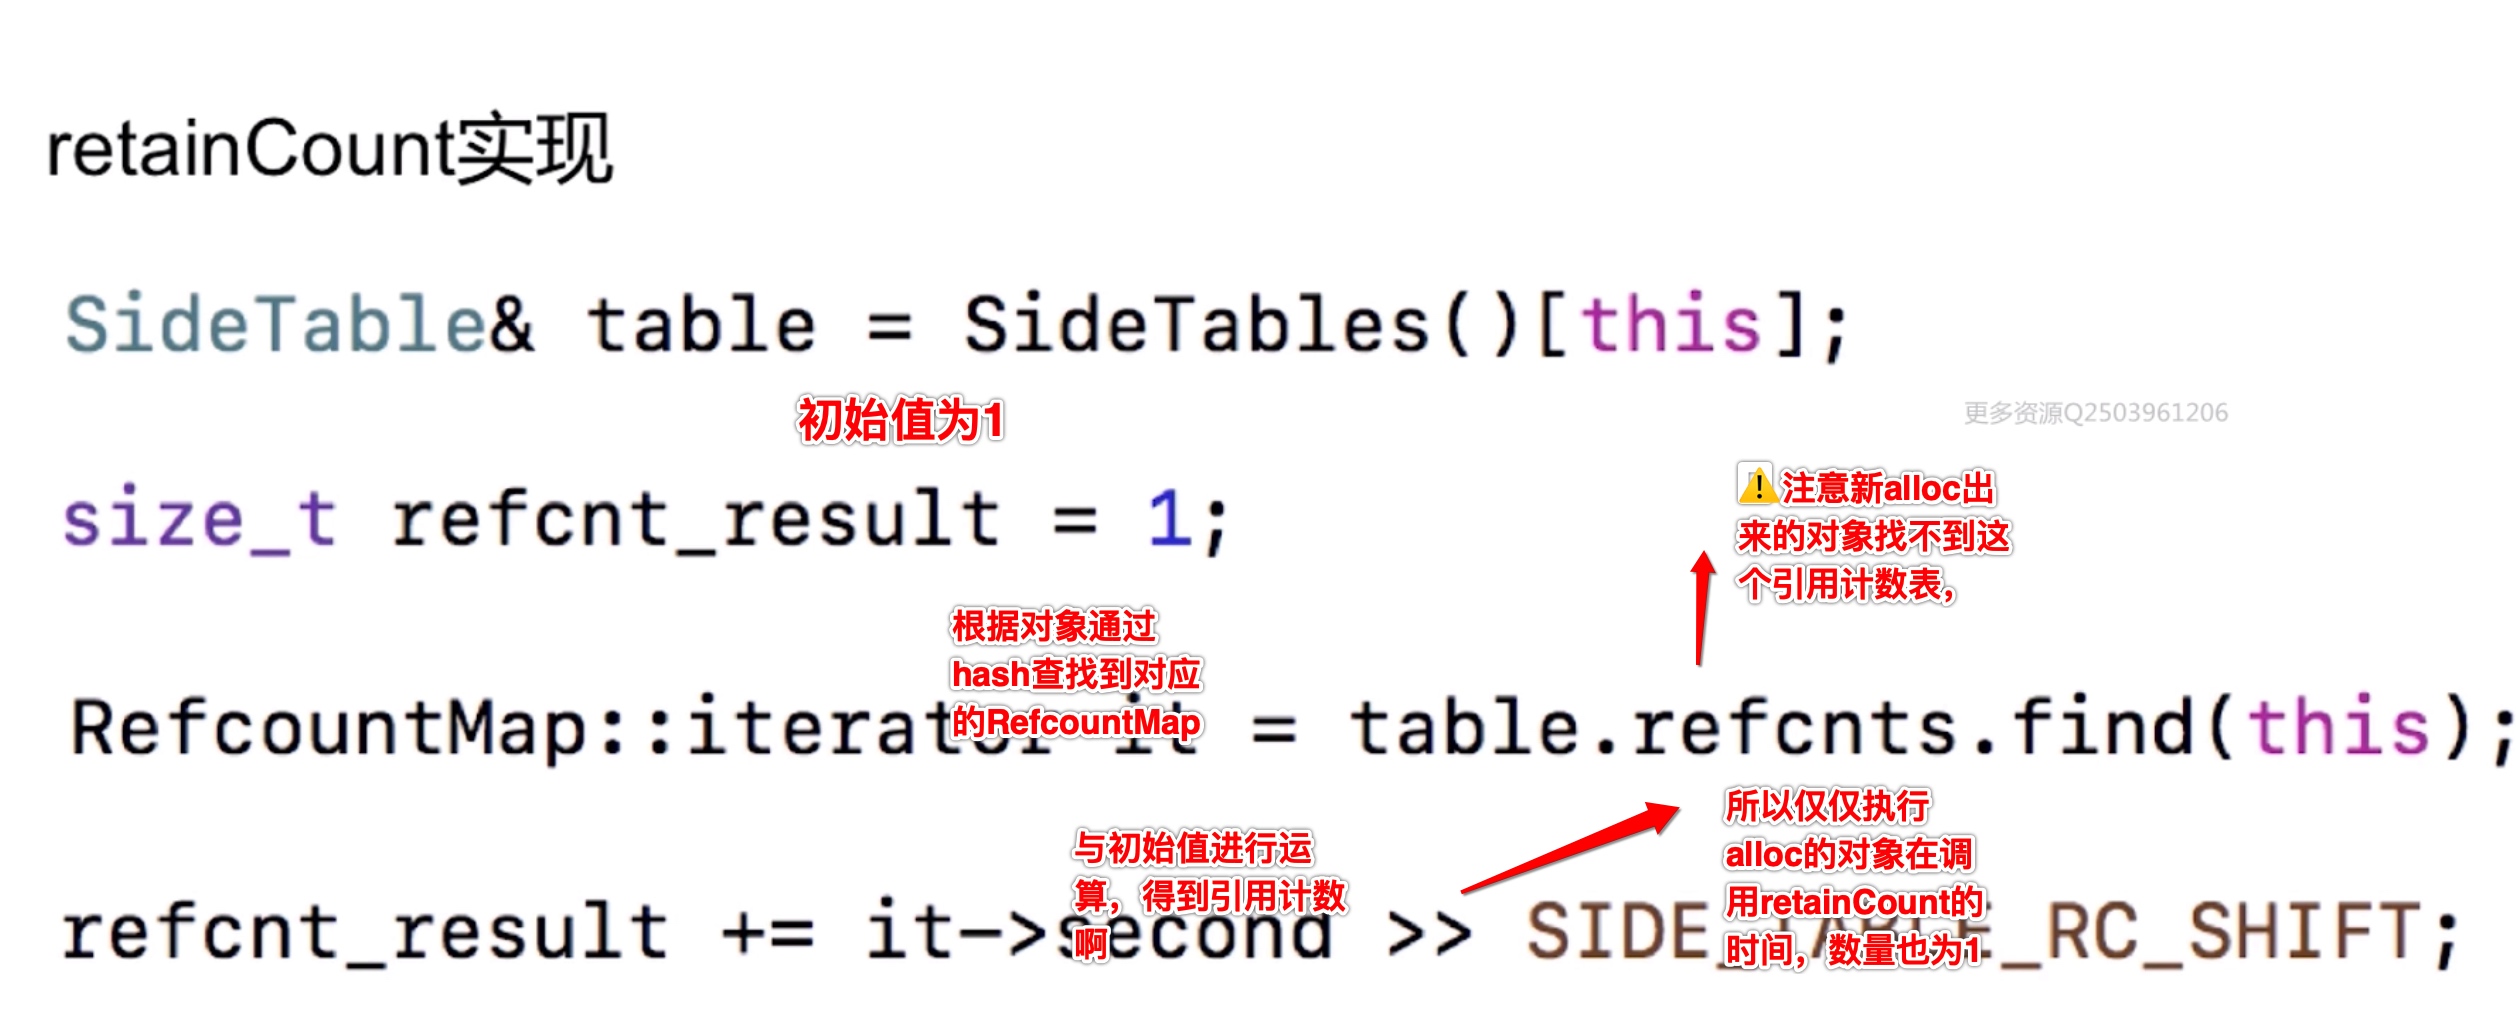 retainCount实现
SideTable& table = SideTables()[this];
初始值为1
更多资源Q2503961206
size_t refcnt_result = 1;
⚠️注意新alloc出
来的对象找不到这
个引用计数表，
根据对象通过
hash查找到对应
的RefcountMap
RefcountMap::iterator it = table.refcnts.find(this);
与初始值进行运
算，得到引用计数
啊
所以仅仅执行
alloc的对象在调
用retainCount的
时间，数量也为1
refcnt_result += it->second >> SIDE_TABLE_RC_SHIFT;